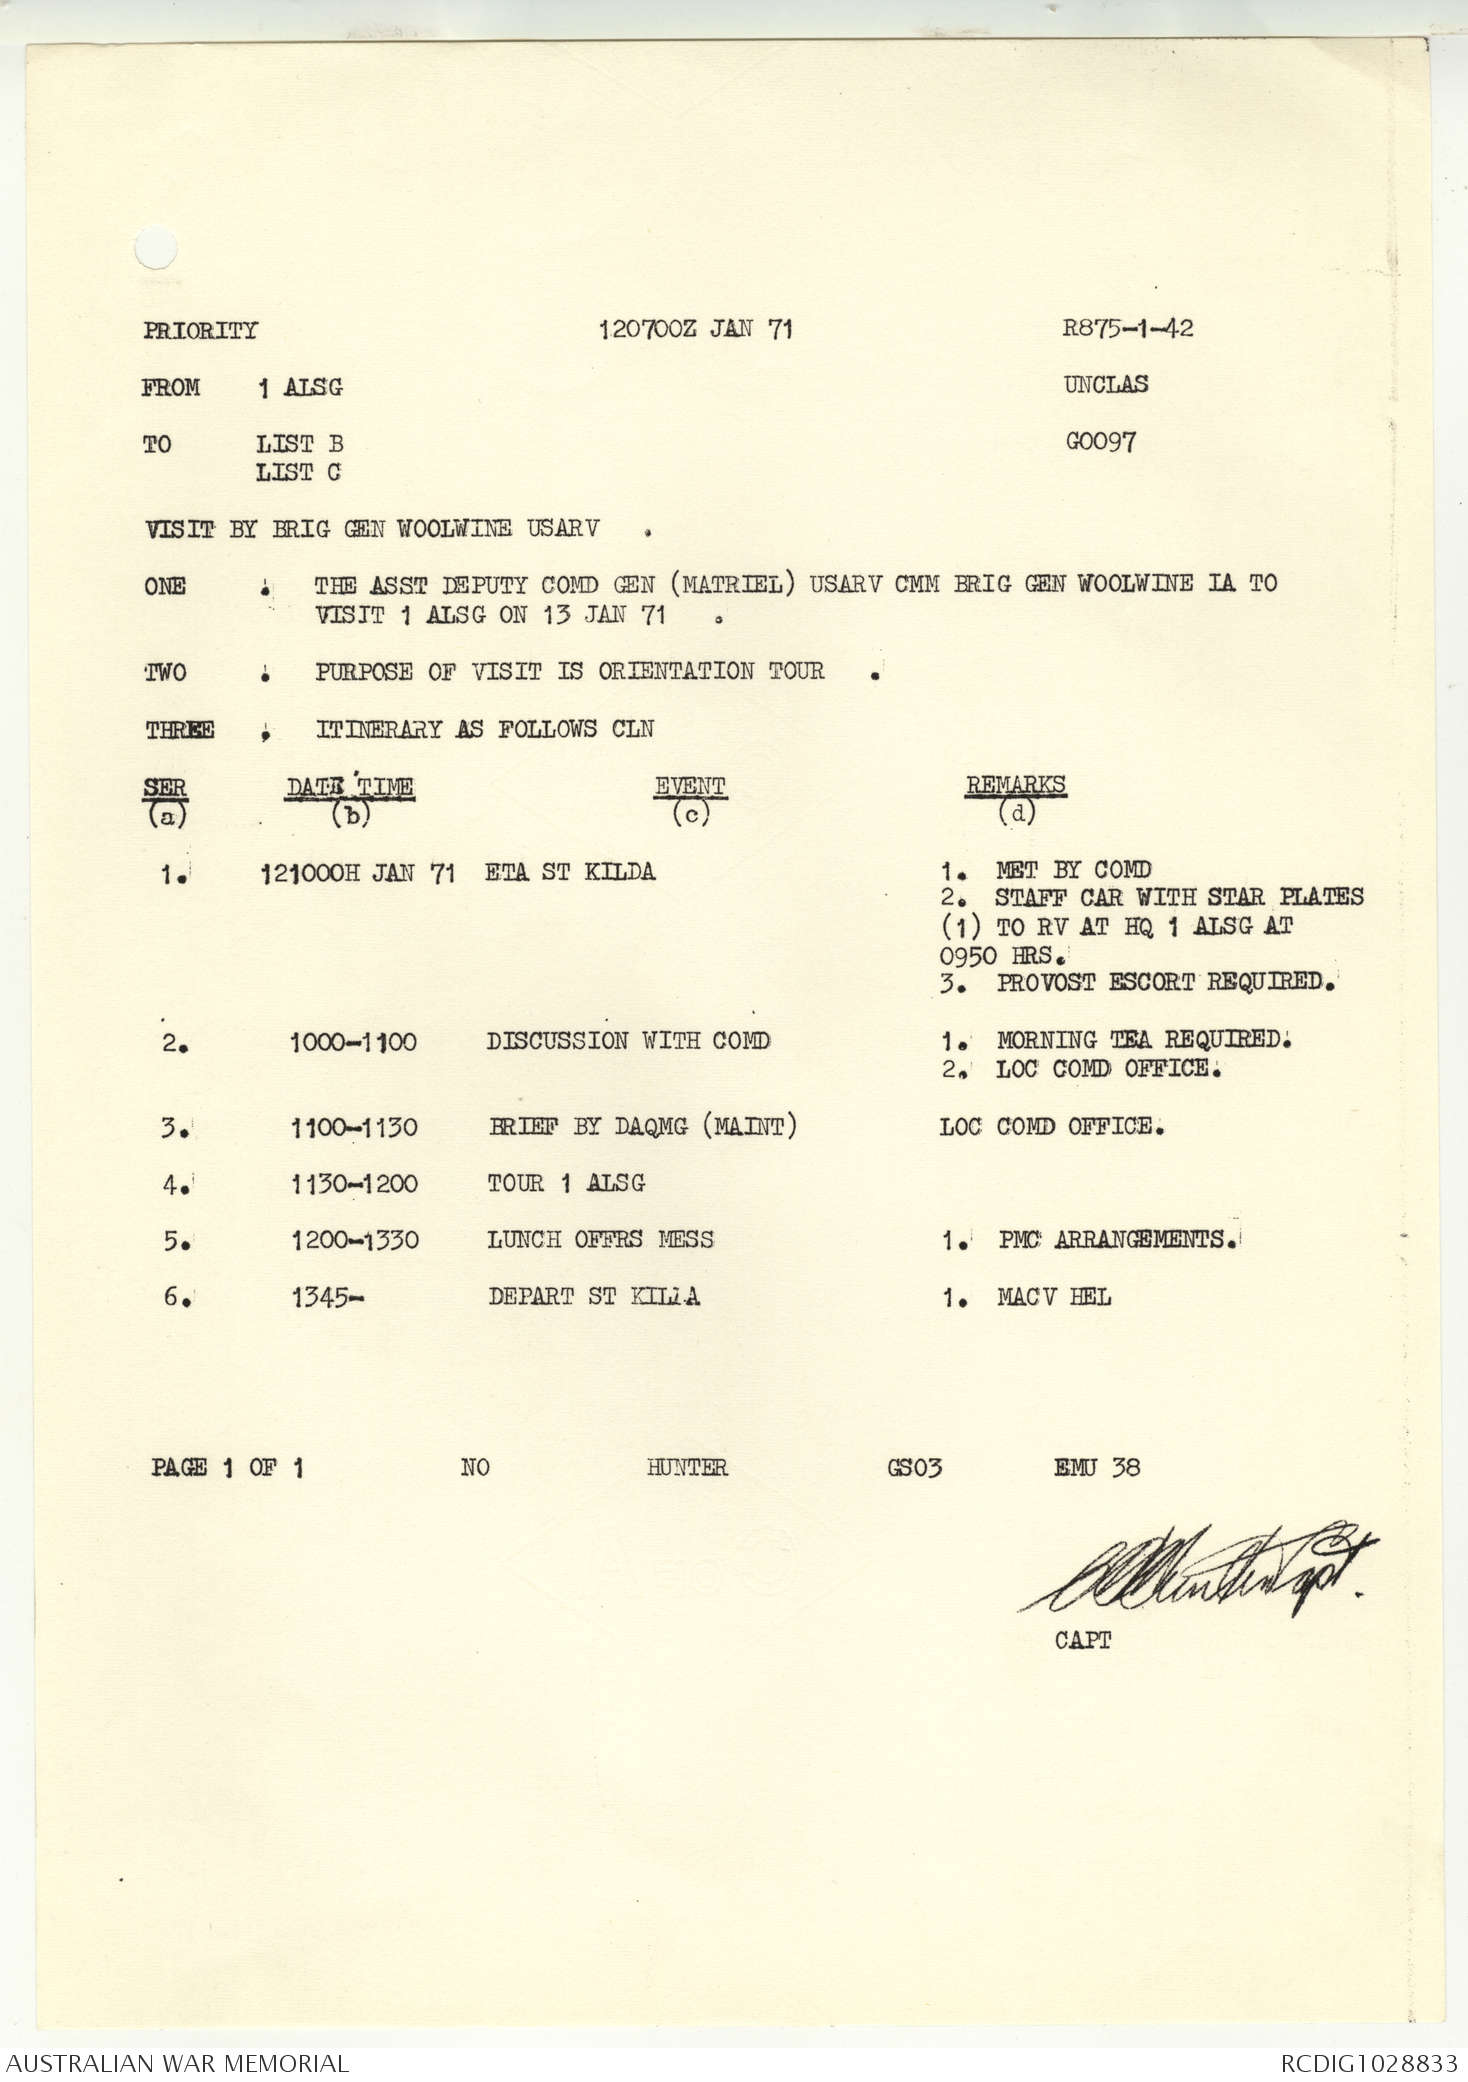 PRIORITY 120700Z JAN 71 R875-1-42
FROM 1 ALSG UNCLAS
TO LIST B G0097
LIST C
VISIT BY BRIG GEN WOOLWINE USARV .
ONE . THE ASST DEPUTY COMD GEN (MATRIEL) USARV CMM BRIG GEN WOOLWINE IA TO
VISIT 1 ALSG ON 13 JAN 71 .
TWO . PURPOSE OF VISIT IS ORIENTATION TOUR .
THREE , ITINERARY AS FOLLOWS CLN
SER DATE TIME EVENT REMARKS
(a) (b) (c) (d)
1. 121000H JAN 71 ETA ST KILDA 1. MET BY COMD
2. STAFF CAR WITH STAR PLATES
(1) TO RV AT HQ 1 ALSG AT
0950 HRS.
3. PROVOST ESCORT REQUIRED.
2. 1000-1100 DISCUSSION WITH COMD 1. MORNING TEA REQUIRED.
2. LOC COMD OFFICE.
3. 1100-1130 BRIEF BY DAQMG (MAINT) LOC COMD OFFICE.
4. 1130-1200 TOUR 1 ALSG
5. 1200-1330 LUNCH OFFRS MESS 1. PMC ARRANGEMENTS.
6. 1345- DEPART ST 1. MACV HEL
PAGE 1 OF 1 NO HUNTER GS03 EMU 38
Hunter Capt.
CAPT
AUSTRALIAN WAR MEMORIAL RCDIG1028833